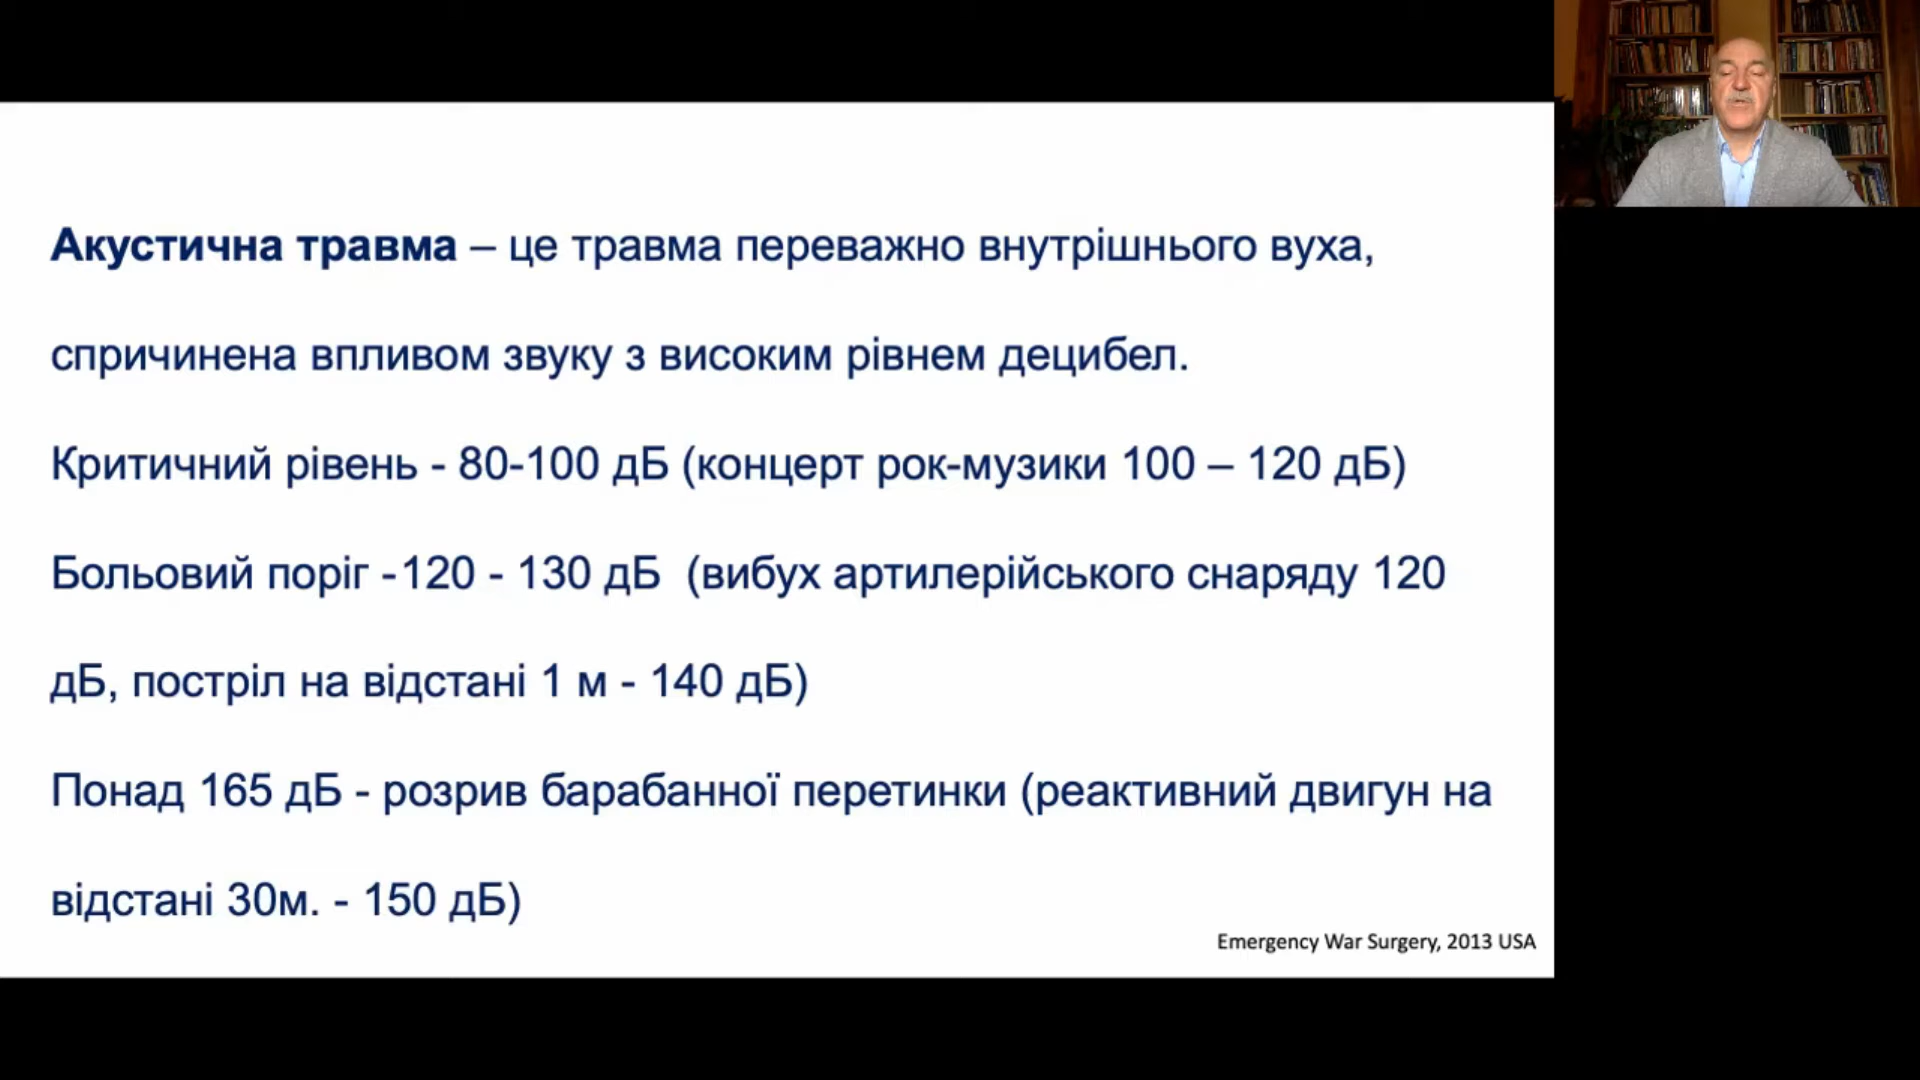 Акустична травма – це травма переважно внутрішнього вуха,
спричинена впливом звуку з високим рівнем децибел.
Критичний рівень - 80-100 дБ (концерт рок-музики 100 – 120 дБ)
Больовий поріг -120 - 130 дБ (вибух артилерійського снаряду 120
дБ, постріл на відстані 1 м - 140 дБ)
Понад 165 дБ - розрив барабанної перетинки (реактивний двигун на
відстані 30м. - 150 дБ)
Emergency War Surgery, 2013 USA